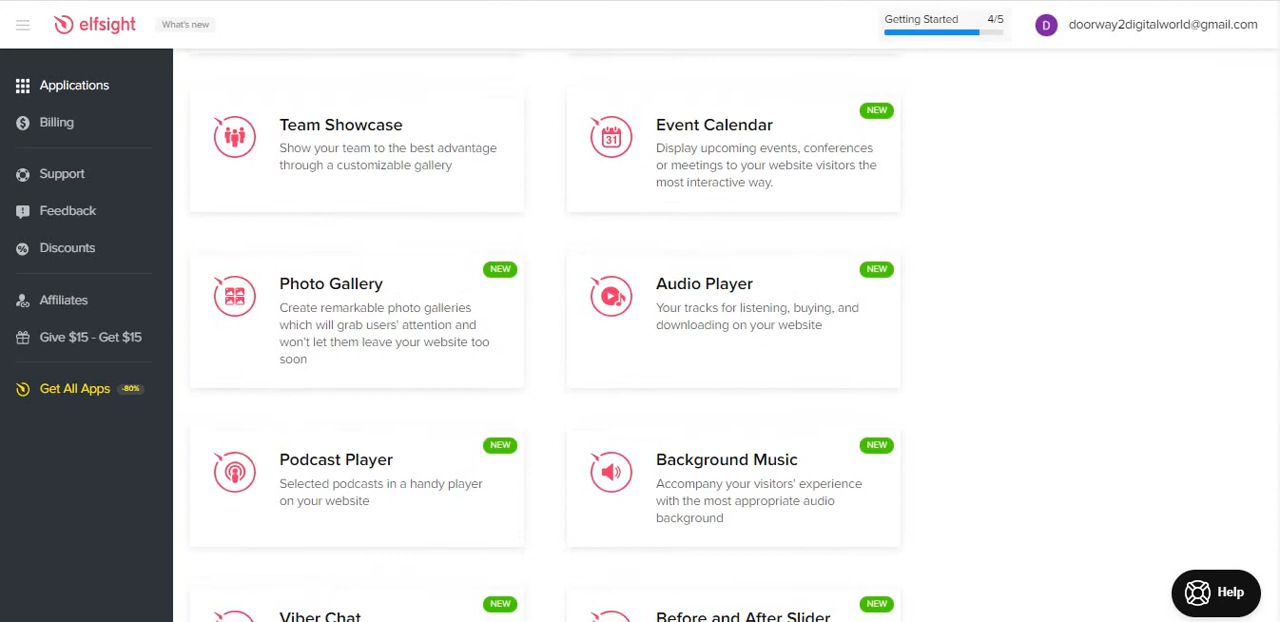 elfsight
What's new
Getting Started 4/5
D
doorway2digitalworld@gmail.com
Applications
Billing
Support
Feedback
Discounts
Affiliates
Give $15 - Get $15
Get All Apps -80%
Team Showcase
Show your team to the best advantage
through a customizable gallery
NEW
31
Event Calendar
Display upcoming events, conferences
or meetings to your website visitors the
most interactive way.
NEW
Photo Gallery
Create remarkable photo galleries
which will grab users' attention and
won't let them leave your website too
soon
NEW
Audio Player
Your tracks for listening, buying, and
downloading on your website
NEW
Podcast Player
Selected podcasts in a handy player
on your website
NEW
Background Music
Accompany your visitors' experience
with the most appropriate audio
background
NEW
Viber Chat
NEW
Before and After Slider
Help